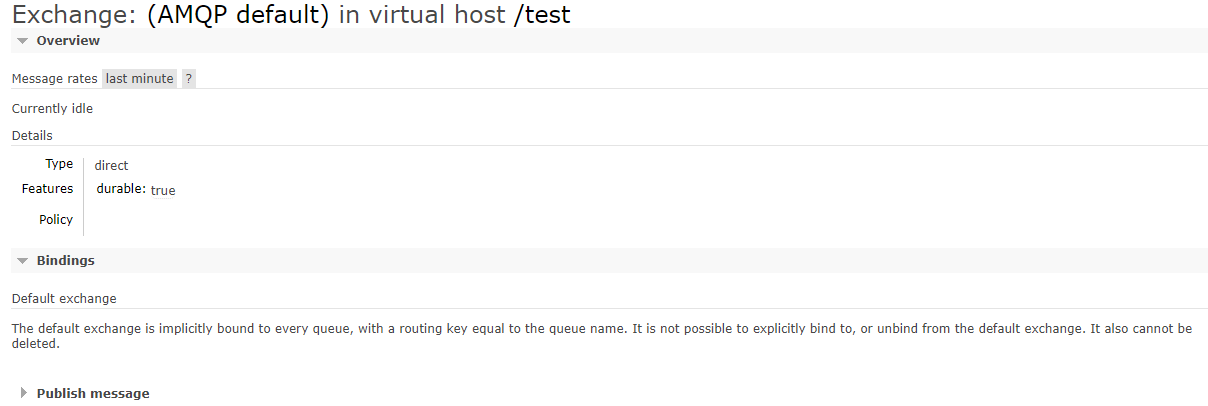 Exchange: (AMQP default) in virtual host /test
Overview
Message rates last minute ?
Currently idle
Details
Type direct
Features durable: true
Policy
Bindings
Default exchange
The default exchange is implicitly bound to every queue, with a routing key equal to the queue name. It is not possible to explicitly bind to, or unbind from the default exchange. It also cannot be
deleted.
Publish message